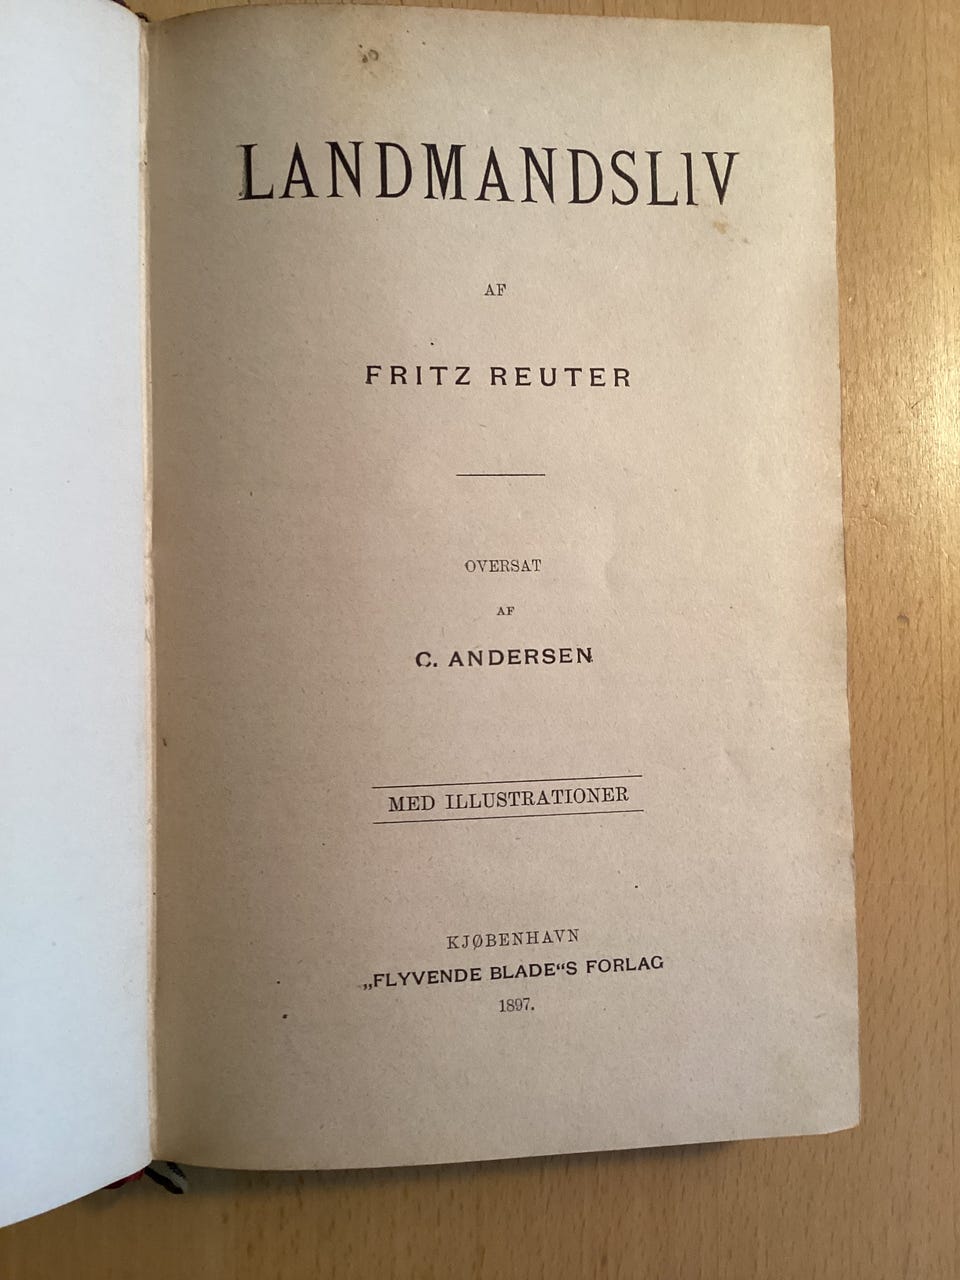 LANDMANDSLIV
AF
FRITZ REUTER
OVERSAT
AF
C. ANDERSEN
MED ILLUSTRATIONER
KJØBENHAVN
„FLYVENDE BLADE“S FORLAG
1897.